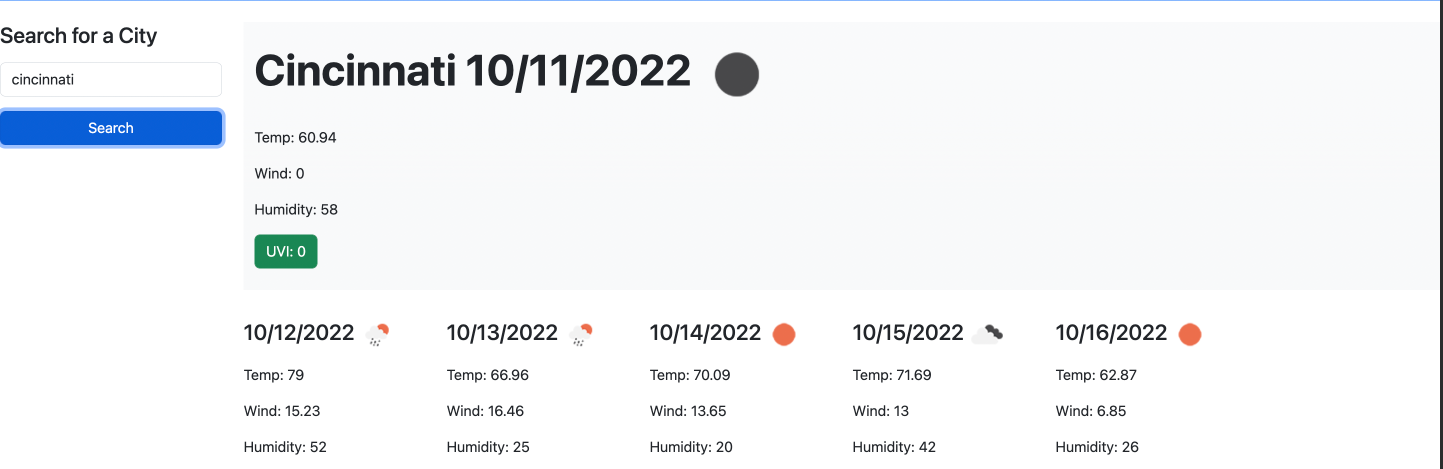 Search for a City
cincinnati
Search
Cincinnati 10/11/2022
Temp: 60.94
Wind: 0
Humidity: 58
UVI: 0
10/12/2022
Temp: 79
Wind: 15.23
Humidity: 52
10/13/2022
Temp: 66.96
Wind: 16.46
Humidity: 25
10/14/2022
Temp: 70.09
Wind: 13.65
Humidity: 20
10/15/2022
Temp: 71.69
Wind: 13
Humidity: 42
10/16/2022
Temp: 62.87
Wind: 6.85
Humidity: 26